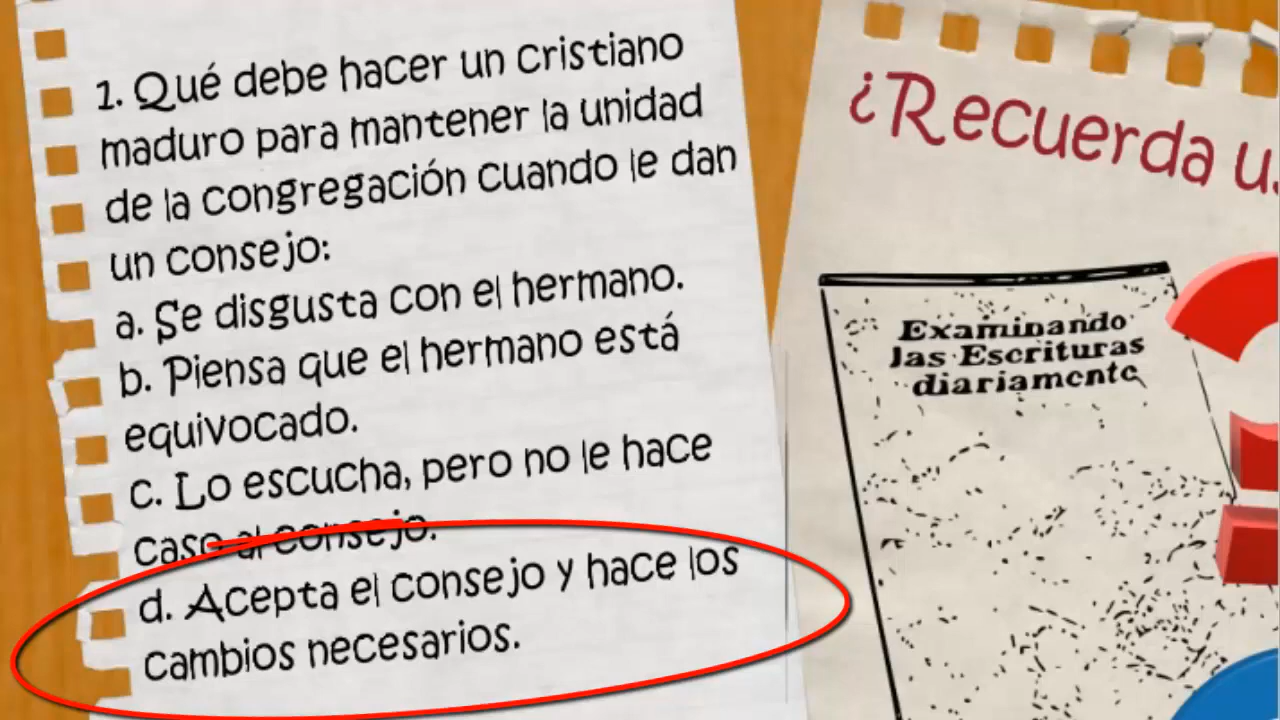 1. Qué debe hacer un cristiano
maduro para mantener la unidad
de la congregación cuando le dan
un consejo:
a. Se disgusta con el hermano.
b. Piensa que el hermano está
equivocado.
c. Lo escucha, pero no le hace
caso al consejo.
d. Acepta el consejo y hace los
cambios necesarios.
¿Recuerda u
Examinando
las Escrituras
diariamente